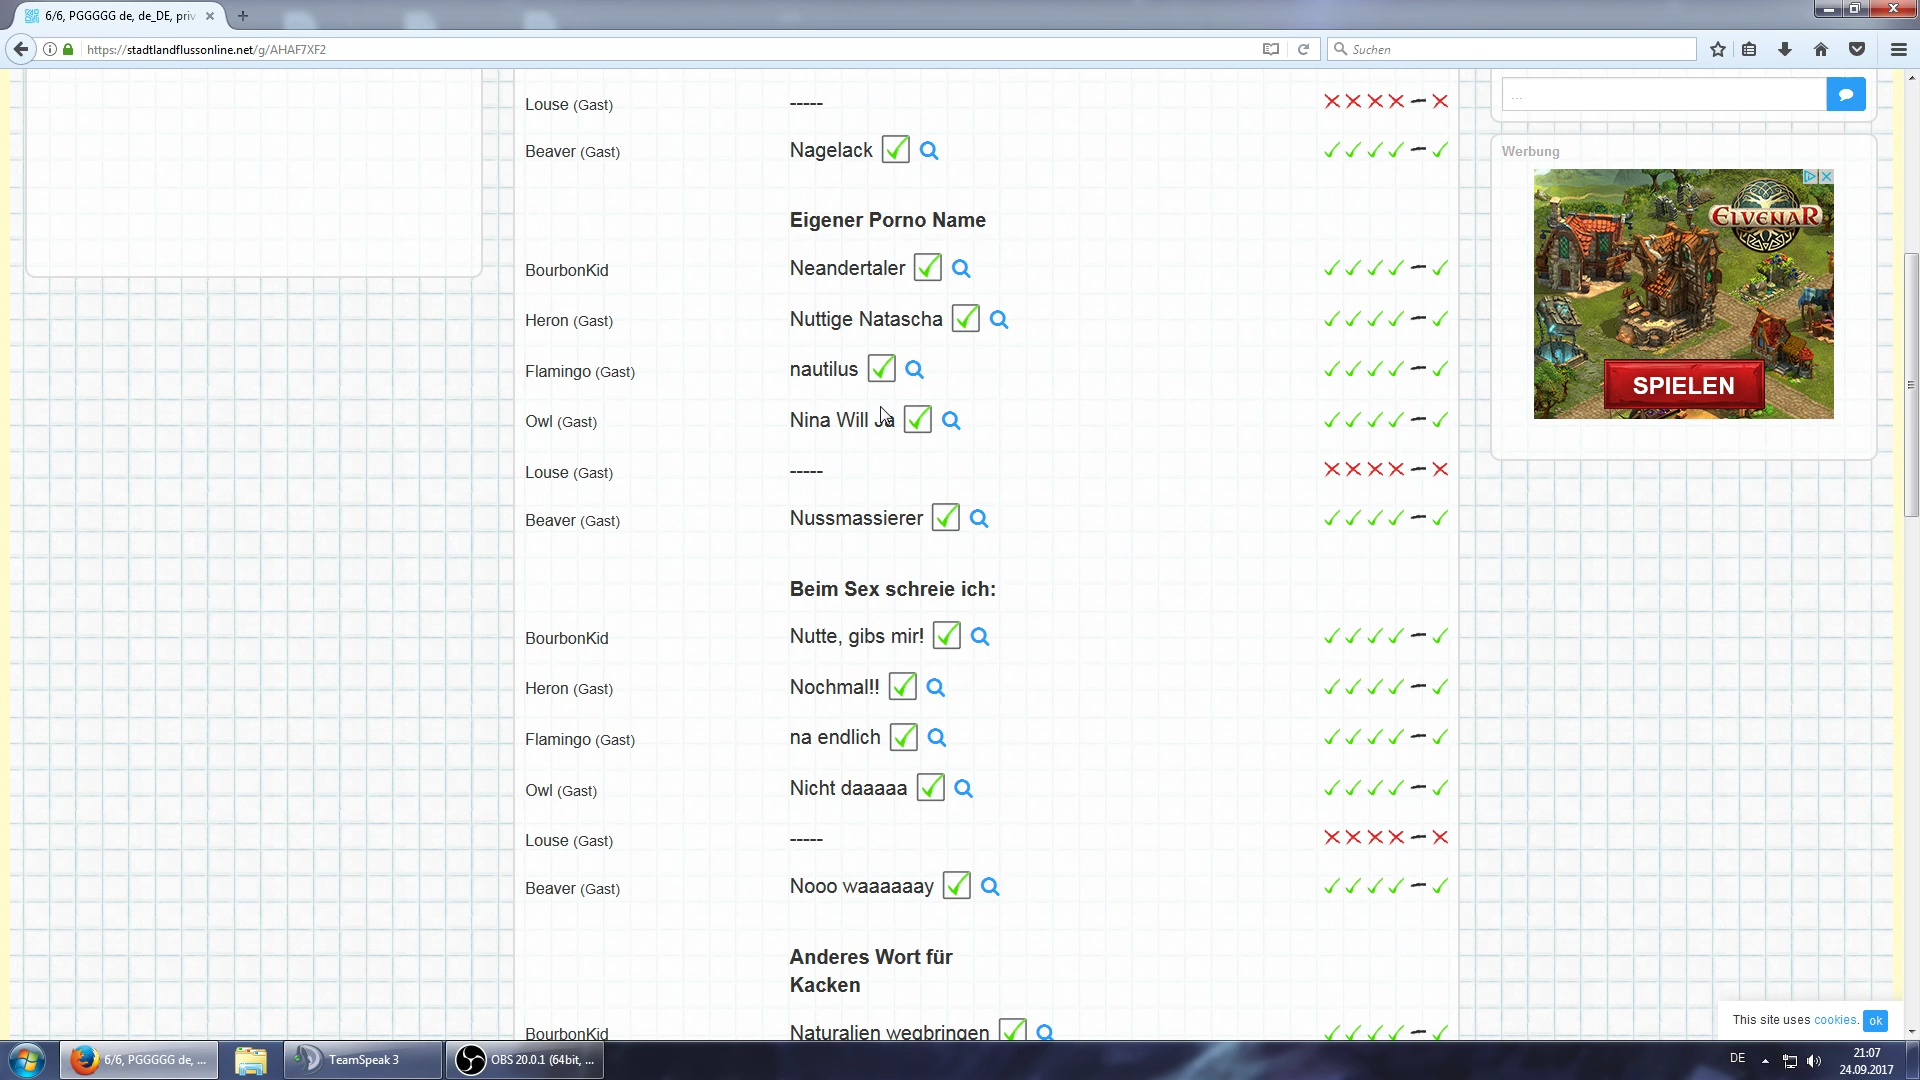 6/6, PGGGGG de, de_DE, priv
https://stadtlandflussonline.net/g/AHAF7XF2
Suchen
Louse (Gast) -----
...
Beaver (Gast) Nagelack
Werbung
ELVENAR
SPIELEN
Eigener Porno Name
BourbonKid Neandertaler
Heron (Gast) Nuttige Natascha
Flamingo (Gast) nautilus
Owl (Gast) Nina Will Ja
Louse (Gast) -----
Beaver (Gast) Nussmassierer
Beim Sex schreie ich:
BourbonKid Nutte, gibs mir!
Heron (Gast) Nochmal!!
Flamingo (Gast) na endlich
Owl (Gast) Nicht daaaaa
Louse (Gast) -----
Beaver (Gast) Nooo waaaaaay
Anderes Wort für
Kacken
BourbonKid Naturalien wegbringen
This site uses cookies. ok
6/6, PGGGGG de, ...
TeamSpeak 3
OBS 20.0.1 (64bit, ...
DE
21:07
24.09.2017